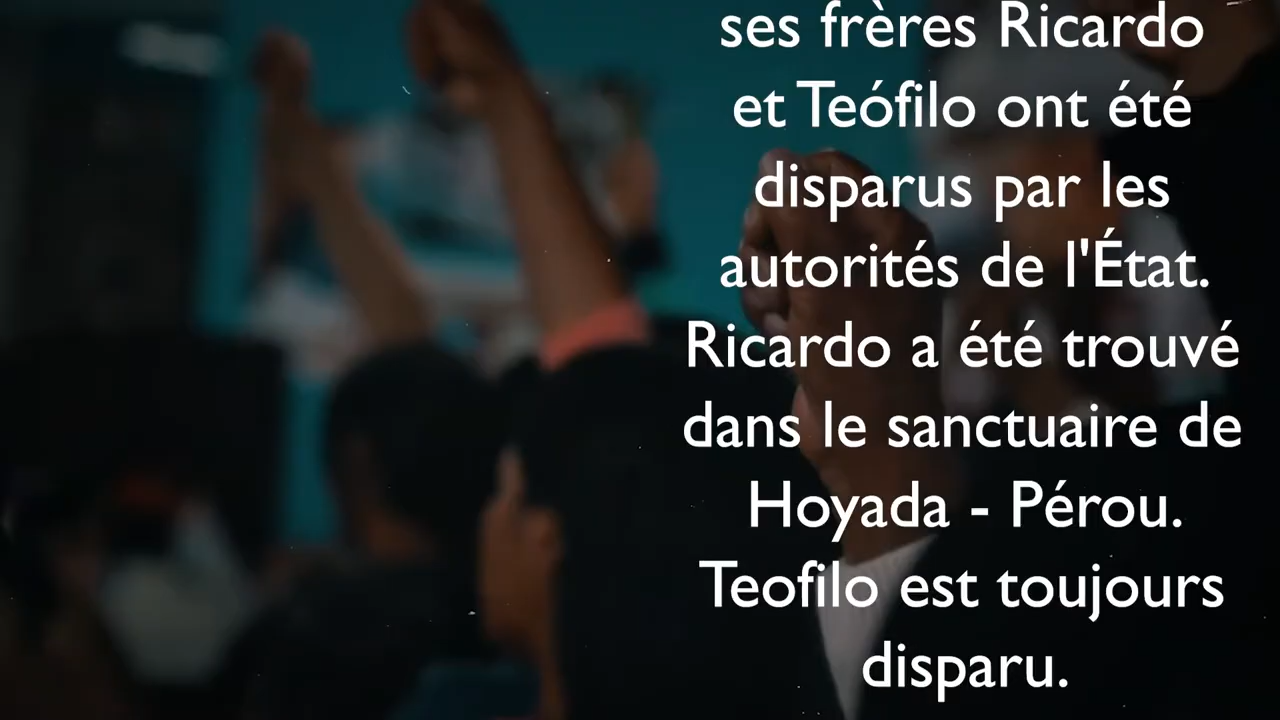 ses frères Ricardo
et Teófilo ont été
disparus par les
autorités de l'État.
Ricardo a été trouvé
dans le sanctuaire de
Hoyada - Pérou.
Teofilo est toujours
disparu.